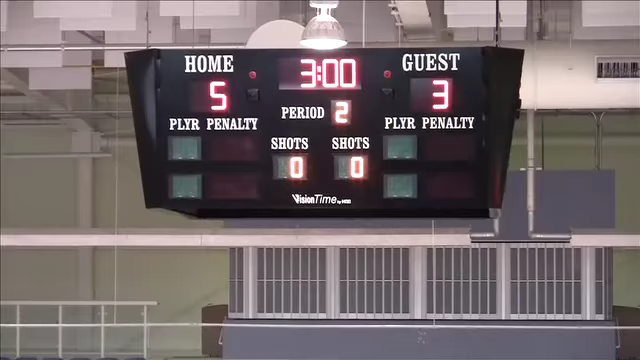 HOME 3:00 GUEST
5 3
PERIOD 2
PLYR PENALTY PLYR PENALTY
SHOTS SHOTS
0 0
VisionTime